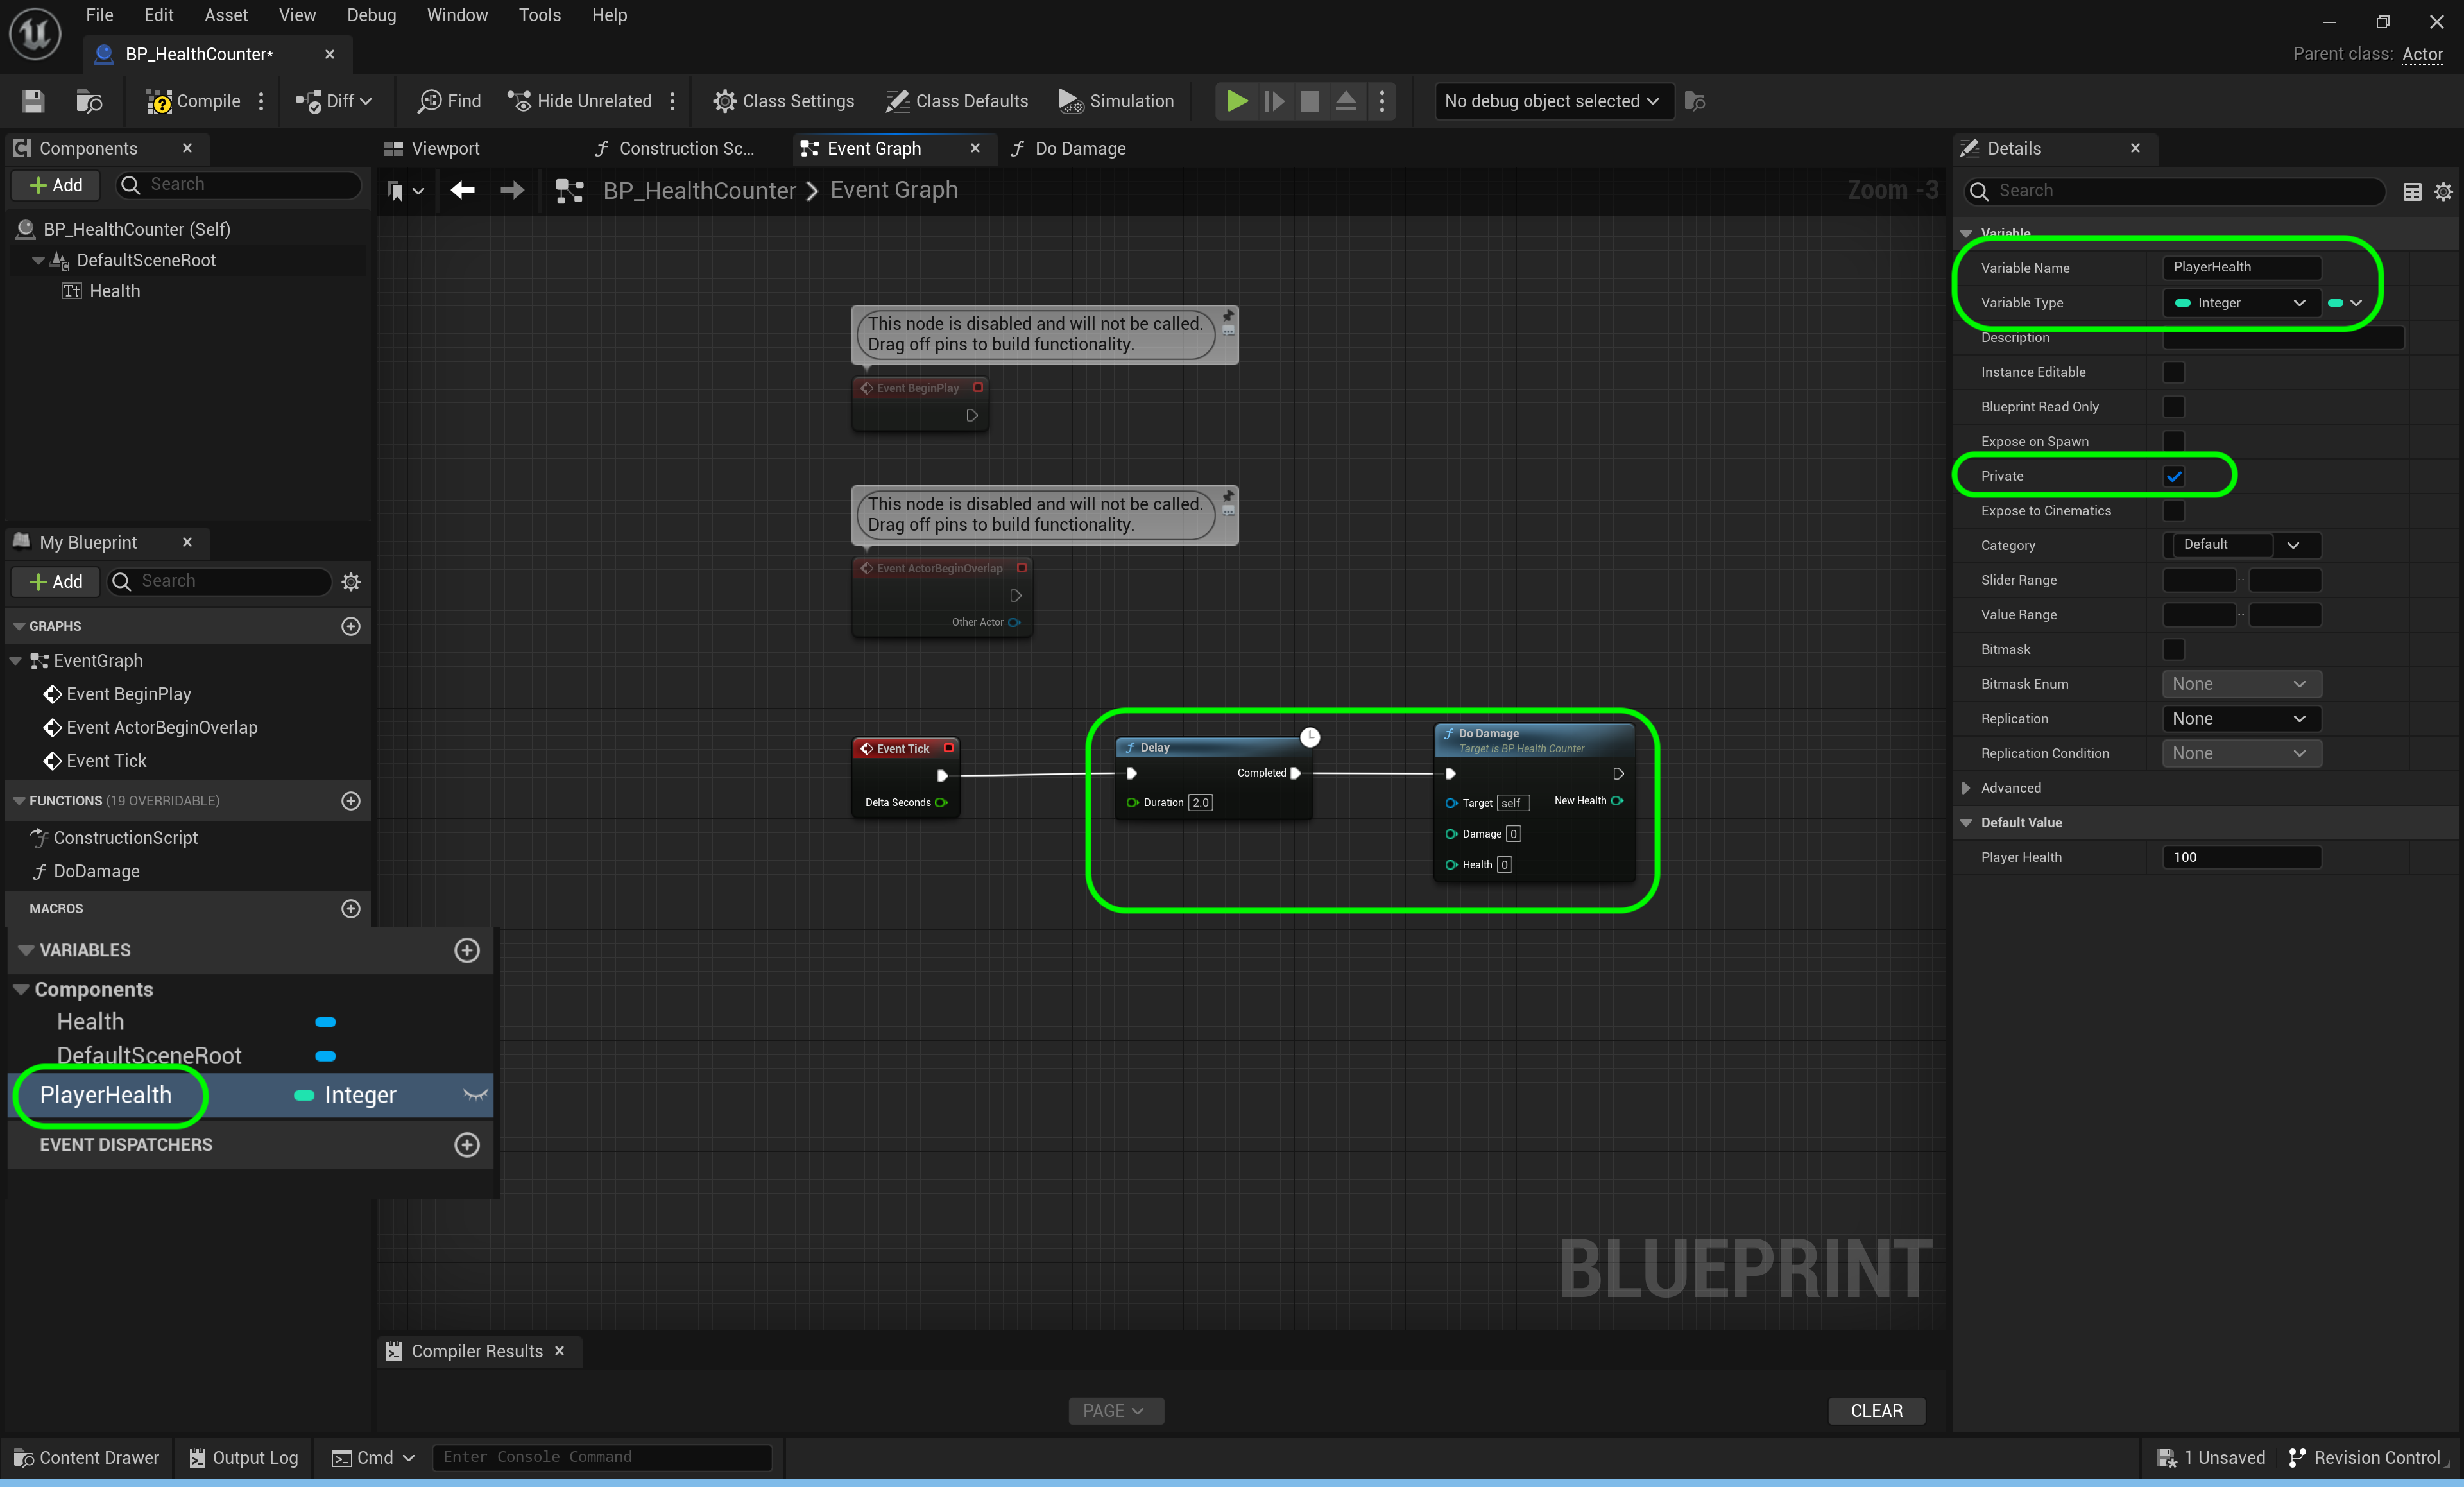 File Edit Asset View Debug Window Tools Help
BP_HealthCounter*
Parent class: Actor
Compile Diff Find Hide Unrelated Class Settings Class Defaults Simulation No debug object selected
Components
Viewport Construction Sc... Event Graph Do Damage
Details
Add Search
BP_HealthCounter Event Graph
Zoom -3
Search
BP_HealthCounter (Self)
DefaultSceneRoot
Health
Variable
Variable Name PlayerHealth
Variable Type Integer
Description
Instance Editable
Blueprint Read Only
Expose on Spawn
Private
Expose to Cinematics
Category Default
Slider Range
Value Range
Bitmask
Bitmask Enum None
Replication None
Replication Condition None
Advanced
Default Value
Player Health 100
This node is disabled and will not be called.
Drag off pins to build functionality.
Event BeginPlay
This node is disabled and will not be called.
Drag off pins to build functionality.
Event ActorBeginOverlap
Other Actor
Event Tick
Delta Seconds
Delay
Completed
Duration 2.0
Do Damage
Target is BP Health Counter
Target self New Health
Damage 0
Health 0
My Blueprint
Add Search
GRAPHS
EventGraph
Event BeginPlay
Event ActorBeginOverlap
Event Tick
FUNCTIONS (19 OVERRIDABLE)
ConstructionScript
DoDamage
MACROS
VARIABLES
Components
Health
DefaultSceneRoot
PlayerHealth Integer
EVENT DISPATCHERS
BLUEPRINT
Compiler Results
PAGE
CLEAR
Content Drawer Output Log Cmd Enter Console Command
1 Unsaved Revision Control